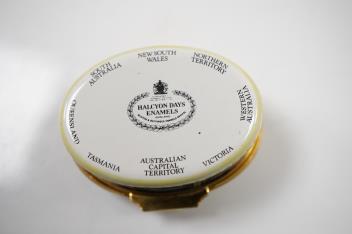 NEW SOUTH
WALES
NORTHERN
TERRITORY
WESTERN
AUSTRALIA
VICTORIA
AUSTRALIAN
CAPITAL
TERRITORY
TASMANIA
QUEENSLAND
SOUTH
AUSTRALIA
HALCYON DAYS
ENAMELS